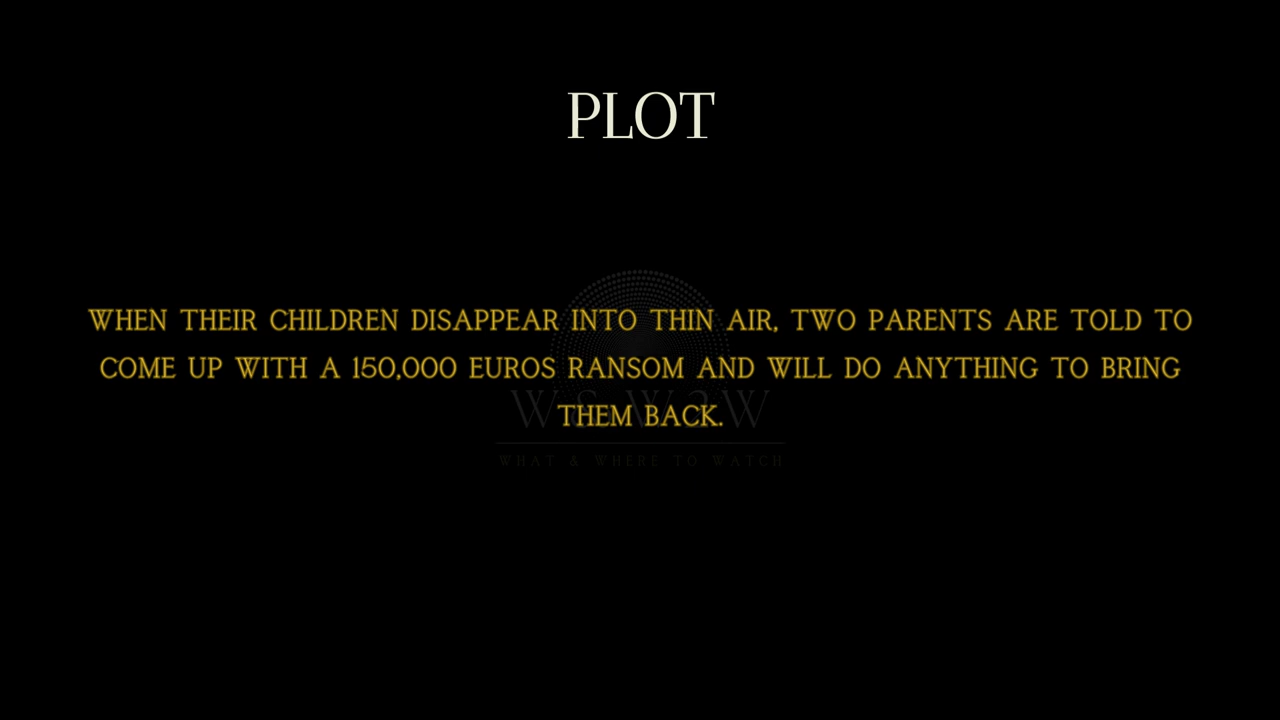 PLOT
WHEN THEIR CHILDREN DISAPPEAR INTO THIN AIR, TWO PARENTS ARE TOLD TO
COME UP WITH A 150,000 EUROS RANSOM AND WILL DO ANYTHING TO BRING
THEM BACK.
WHAT & WHERE TO WATCH